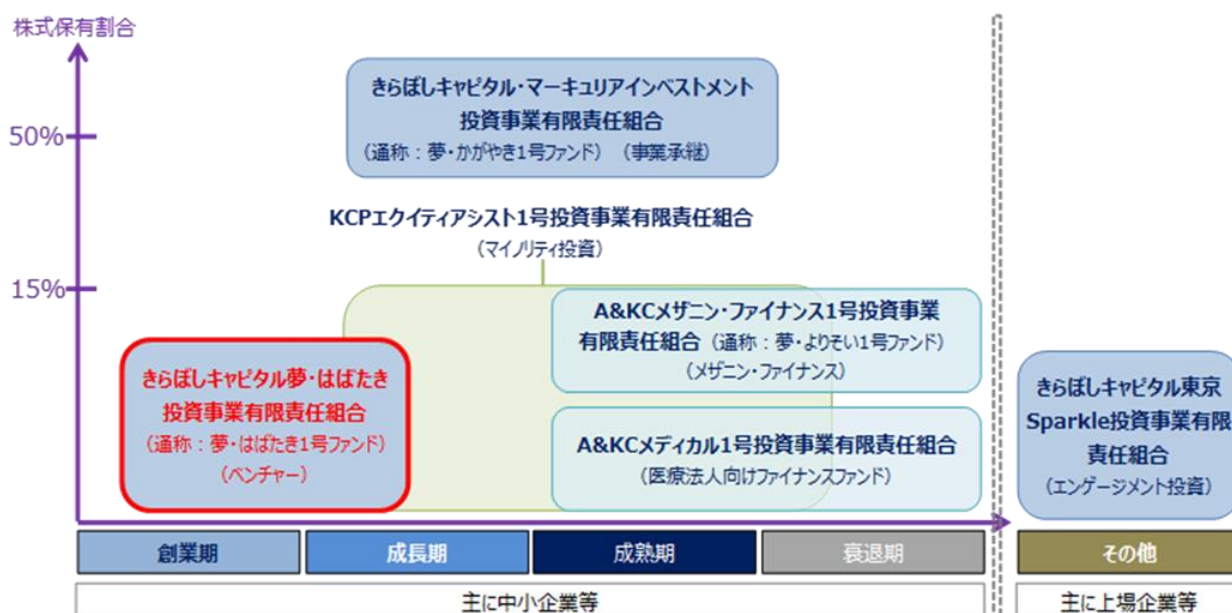 株式保有割合
きらぼしキャピタル・マーキュリアインベストメント
投資事業有限責任組合
（通称：夢・かがやき1号ファンド）（事業承継）
50%
KCPエクイティアシスト1号投資事業有限責任組合
（マイノリティ投資）
15%
A&KCメザニン・ファイナンス1号投資事業
有限責任組合（通称：夢・よりそい1号ファンド）
（メザニン・ファイナンス）
きらぼしキャピタル夢・はばたき
投資事業有限責任組合
（通称：夢・はばたき1号ファンド）
（ベンチャー）
A&KCメディカル1号投資事業有限責任組合
（医療法人向けファイナンスファンド）
きらぼしキャピタル東京
Sparkle投資事業有限
責任組合
（エンゲージメント投資）
創業期
成長期
成熟期
衰退期
その他
主に中小企業等
主に上場企業等